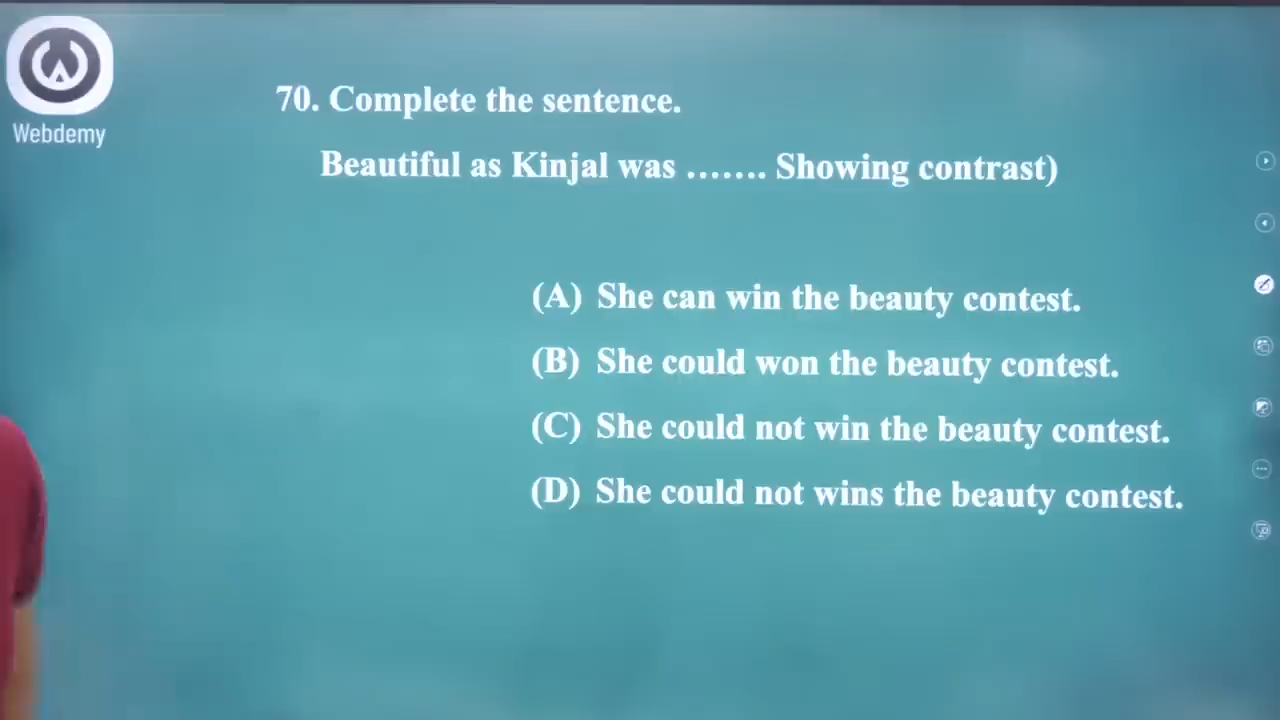 Webdemy
70. Complete the sentence.
Beautiful as Kinjal was ....... Showing contrast)
(A) She can win the beauty contest.
(B) She could won the beauty contest.
(C) She could not win the beauty contest.
(D) She could not wins the beauty contest.